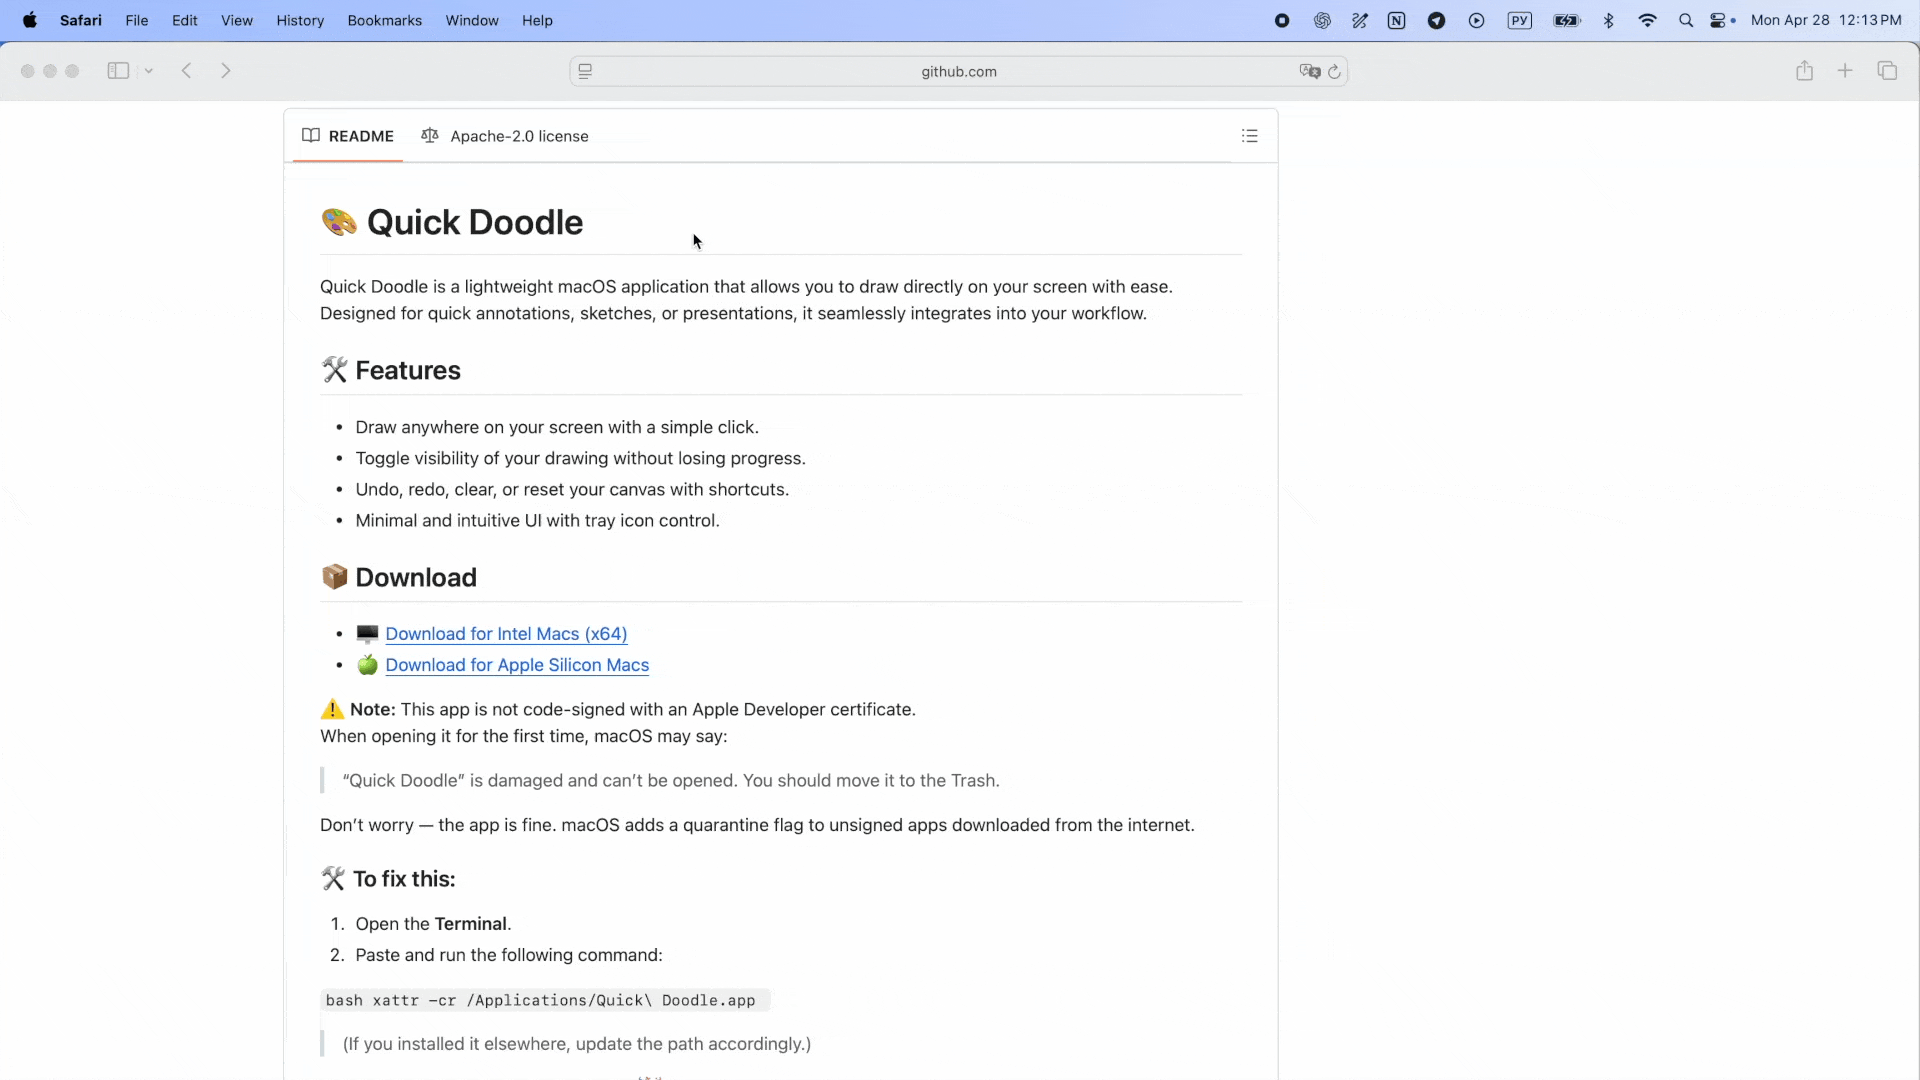 Safari File Edit View History Bookmarks Window Help РУ Mon Apr 28 12:13 PM
github.com
README Apache-2.0 license
🎨 Quick Doodle
Quick Doodle is a lightweight macOS application that allows you to draw directly on your screen with ease.
Designed for quick annotations, sketches, or presentations, it seamlessly integrates into your workflow.
🛠 Features
• Draw anywhere on your screen with a simple click.
• Toggle visibility of your drawing without losing progress.
• Undo, redo, clear, or reset your canvas with shortcuts.
• Minimal and intuitive UI with tray icon control.
📦 Download
• 🖥 Download for Intel Macs (x64)
• 🍏 Download for Apple Silicon Macs
⚠️ Note: This app is not code-signed with an Apple Developer certificate.
When opening it for the first time, macOS may say:
“Quick Doodle” is damaged and can’t be opened. You should move it to the Trash.
Don’t worry — the app is fine. macOS adds a quarantine flag to unsigned apps downloaded from the internet.
🛠 To fix this:
1. Open the Terminal.
2. Paste and run the following command:
bash xattr -cr /Applications/Quick\ Doodle.app
(If you installed it elsewhere, update the path accordingly.)